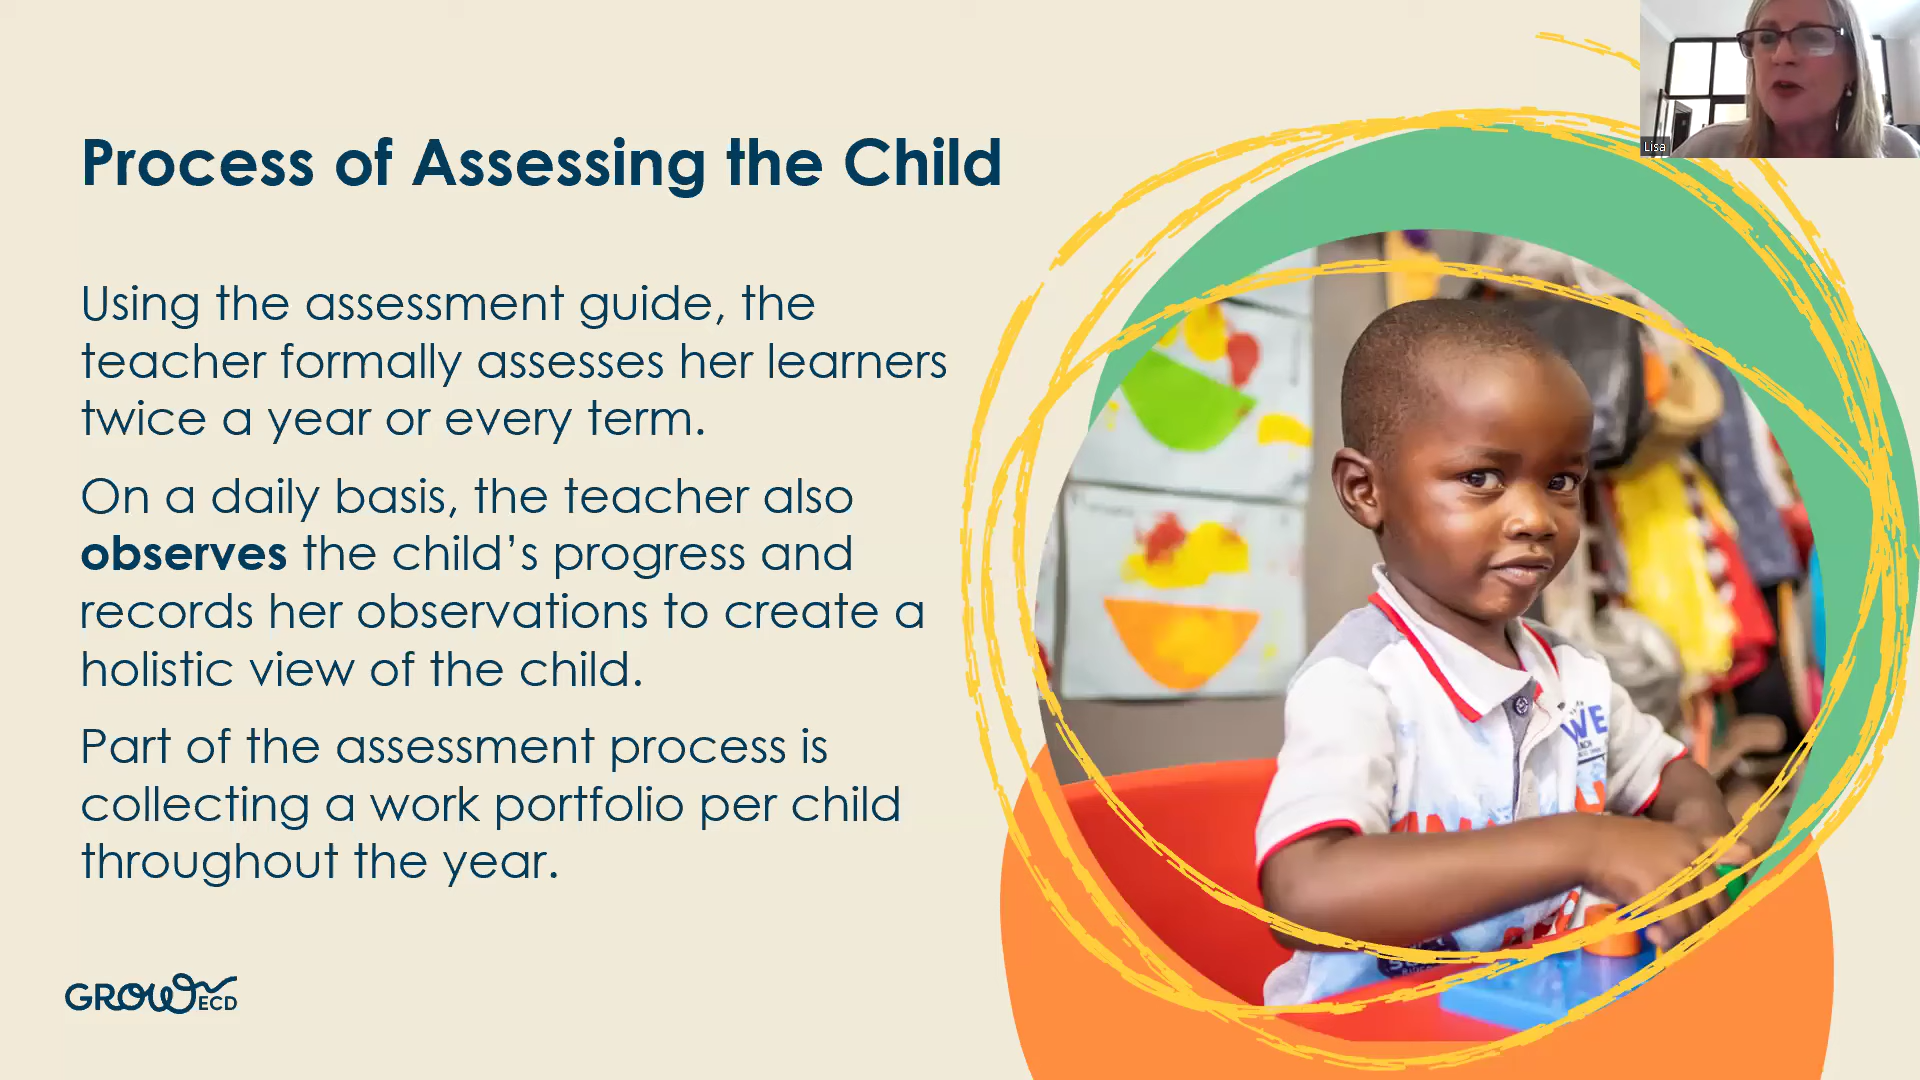 Lisa
Process of Assessing the Child
Using the assessment guide, the
teacher formally assesses her learners
twice a year or every term.
On a daily basis, the teacher also
observes the child’s progress and
records her observations to create a
holistic view of the child.
Part of the assessment process is
collecting a work portfolio per child
throughout the year.
GROW ECD